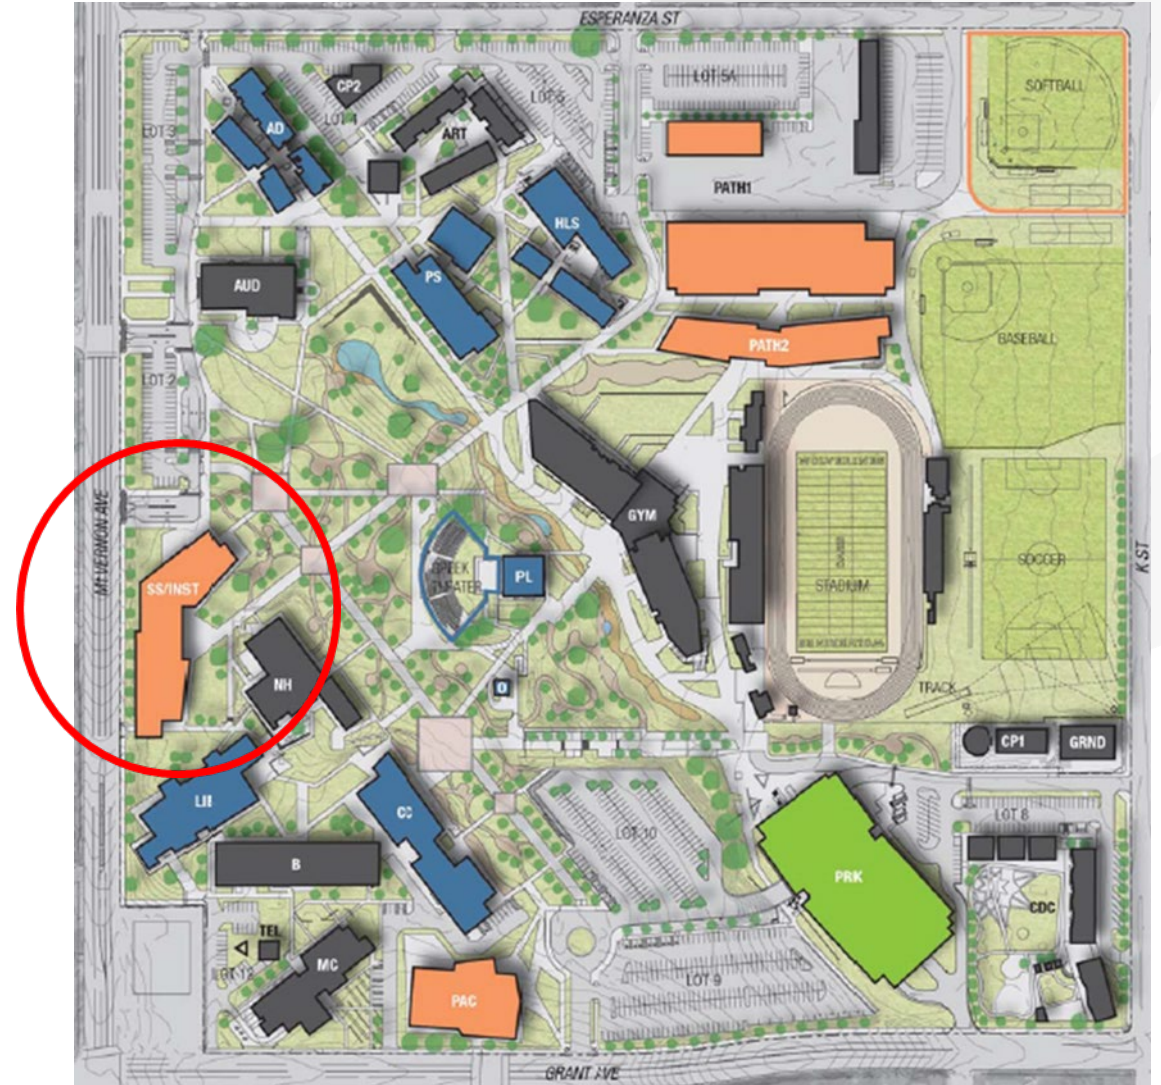 ESPERANZA ST
CP2
AD
LOT 4
LOT 5
LOT 5A
SOFTBALL
LOT 3
ART
PATH1
HLS
AUD
PS
BASEBALL
PATH2
LOT 2
MT VERNON AVE
GYM
K ST
SS/INST
GREEK
THEATER
PL
STADIUM
SOCCER
NH
O
TRACK
CP1
GRND
LIB
CC
LOT 10
LOT 8
B
PRK
CDC
TEL
MC
LOT 9
PAC
GRANT AVE